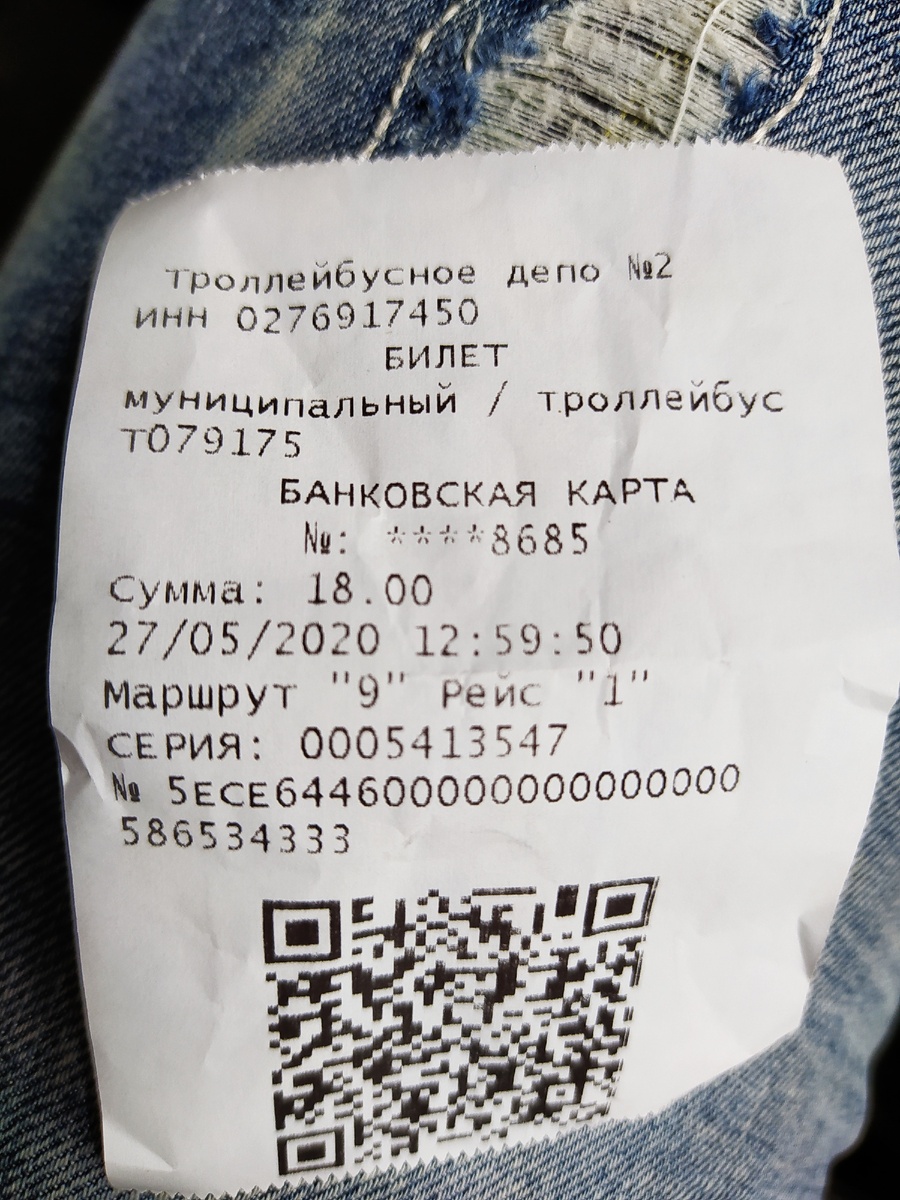 Троллейбусное депо №2
ИНН 0276917450
БИЛЕТ
муниципальный / троллейбус
Т079175
БАНКОВСКАЯ КАРТА
№: ****8685
Сумма: 18.00
27/05/2020 12:59:50
Маршрут "9" Рейс "1"
СЕРИЯ: 0005413547
№ 5ECE6446000000000000000
586534333